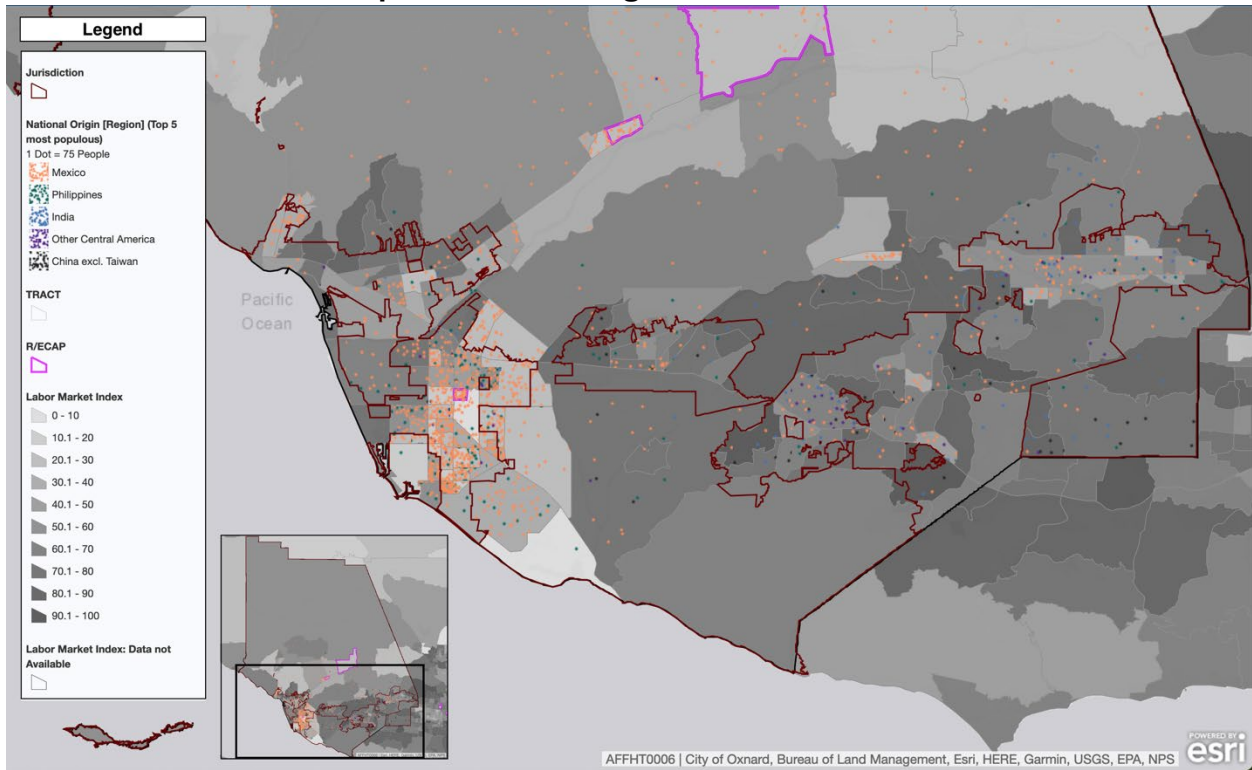 Legend
Jurisdiction
National Origin [Region] (Top 5
most populous)
1 Dot = 75 People
Mexico
Philippines
India
Other Central America
China excl. Taiwan
TRACT
R/ECAP
Labor Market Index
0 - 10
10.1 - 20
20.1 - 30
30.1 - 40
40.1 - 50
50.1 - 60
60.1 - 70
70.1 - 80
80.1 - 90
90.1 - 100
Labor Market Index: Data not
Available
Pacific
Ocean
AFFHT0006 | City of Oxnard, Bureau of Land Management, Esri, HERE, Garmin, USGS, EPA, NPS
POWERED BY
esri